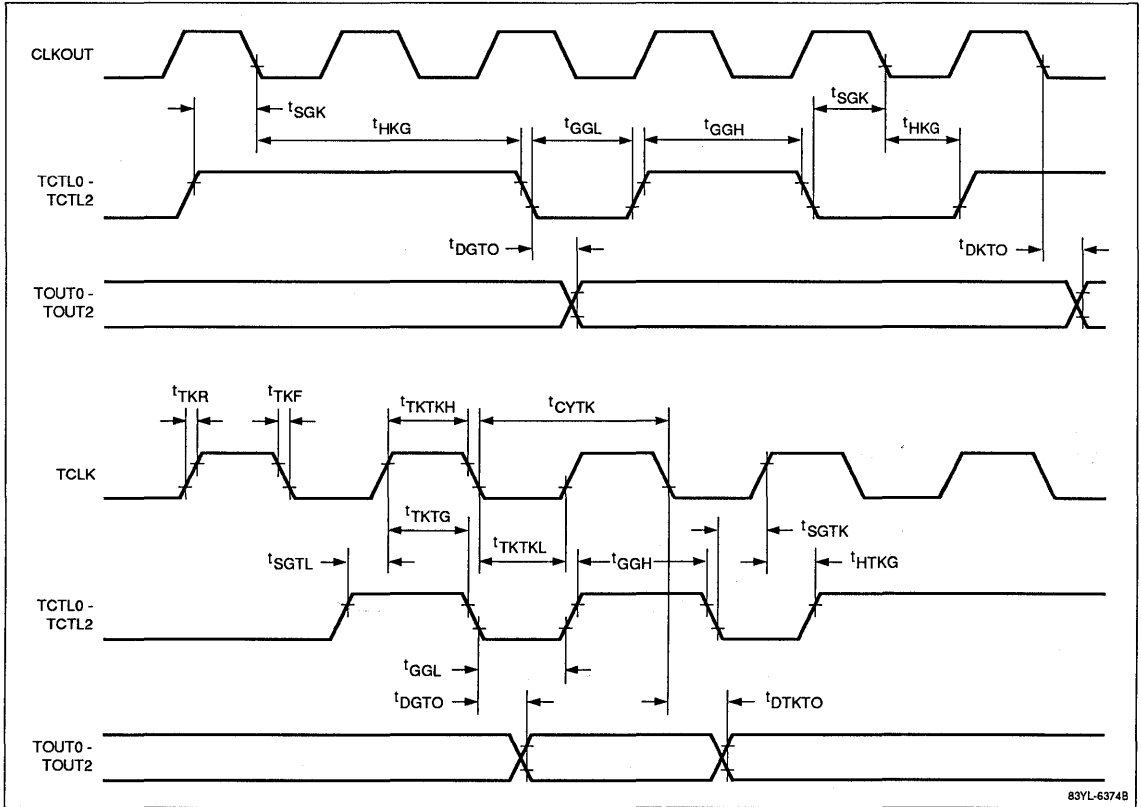 CLKOUT
tSGK
tSGK
tHKG
tGGL
tGGH
tHKG
TCTL0 -
TCTL2
tDGTO
tDKTO
TOUT0 -
TOUT2
tTKR
tTKF
tTKTKH
tCYTK
TCLK
tTKTG
tSGTK
tTKTKL
tSGTL
tGGH
tHTKG
TCTL0 -
TCTL2
tGGL
tDGTO
tDTKTO
TOUT0 -
TOUT2
83YL-6374B